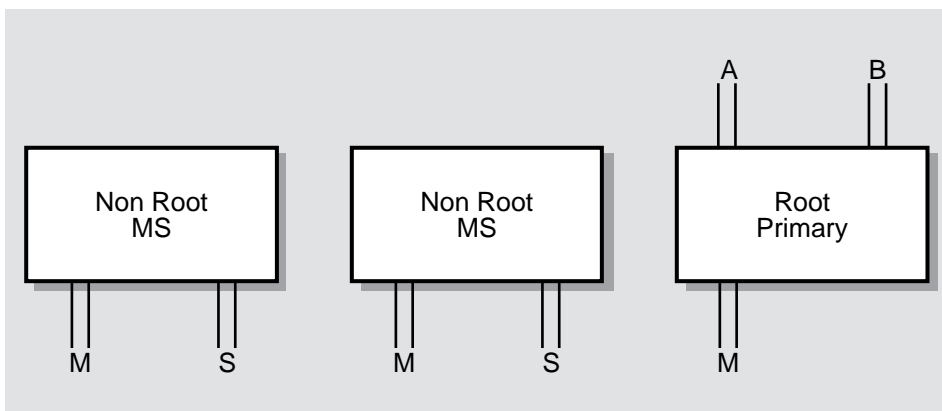 A B
Non Root
MS
Non Root
MS
Root
Primary
M S M S M